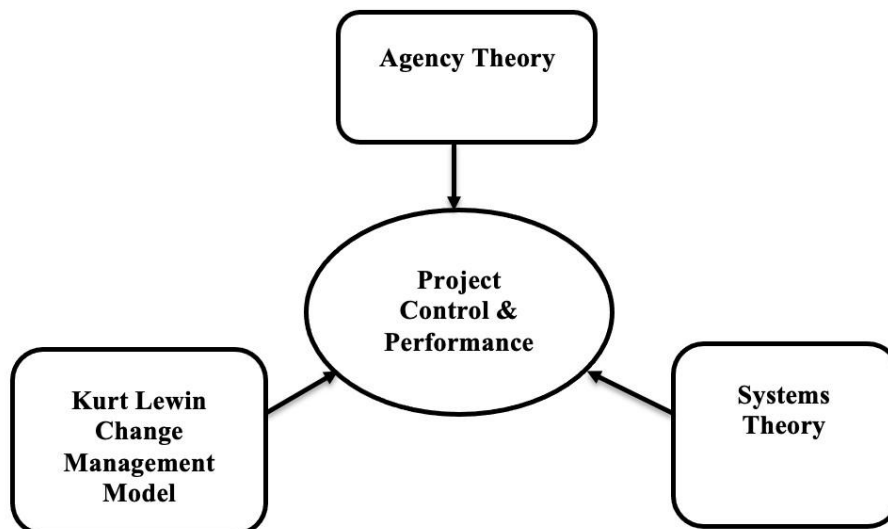 Agency Theory
Project
Control &
Performance
Kurt Lewin
Change
Management
Model
Systems
Theory